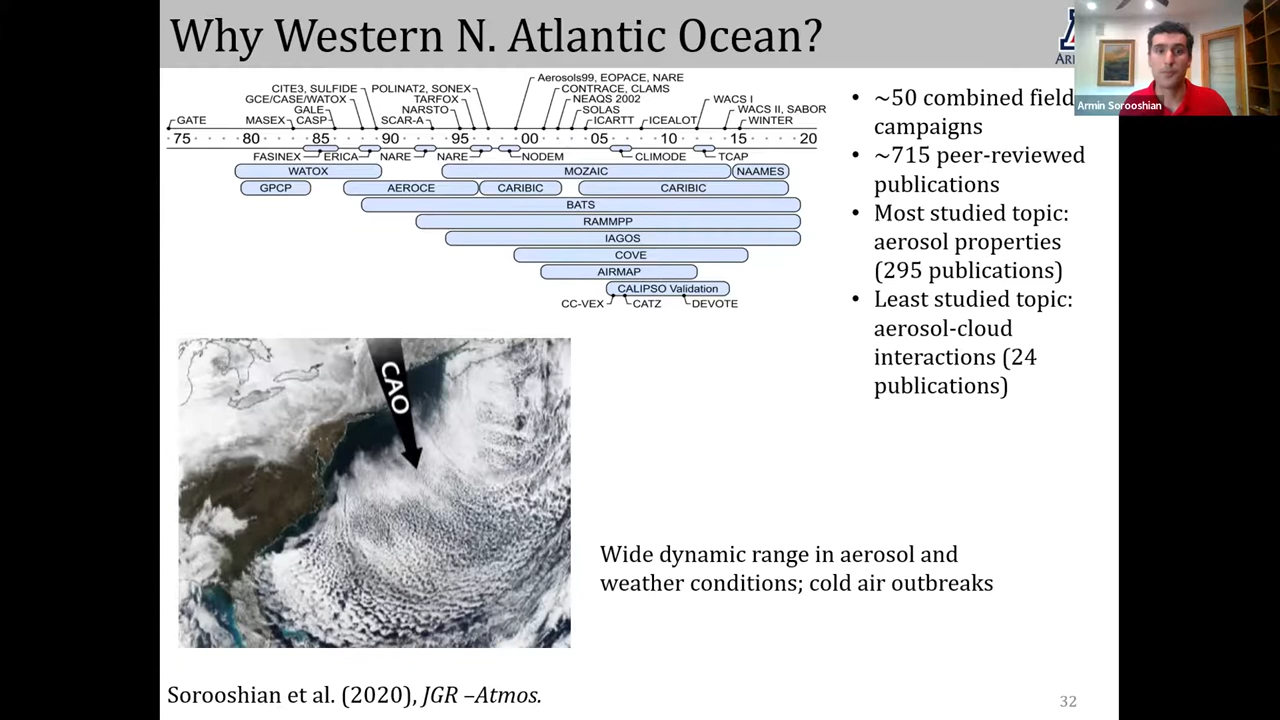 Why Western N. Atlantic Ocean?
Armin Sorooshian
Aerosols99, EOPACE, NARE
CITE3, SULFIDE POLINAT2, SONEX CONTRACE, CLAMS
GCE/CASE/WATOX TARFOX NEAQS 2002 WACS I
GALE NARSTO SOLAS WACS II, SABOR
GATE MASEX CASP SCAR-A ICARTT ICEALOT WINTER
75 80 85 90 95 00 05 10 15 20
FASINEX ERICA NARE NARE NODEM CLIMODE TCAP
WATOX MOZAIC NAAMES
GPCP AEROCE CARIBIC CARIBIC
BATS
RAMMPP
IAGOS
COVE
AIRMAP
CALIPSO Validation
CC-VEX CATZ DEVOTE
• ~50 combined field
campaigns
• ~715 peer-reviewed
publications
• Most studied topic:
aerosol properties
(295 publications)
• Least studied topic:
aerosol-cloud
interactions (24
publications)
CAO
Wide dynamic range in aerosol and
weather conditions; cold air outbreaks
Sorooshian et al. (2020), JGR –Atmos.
32